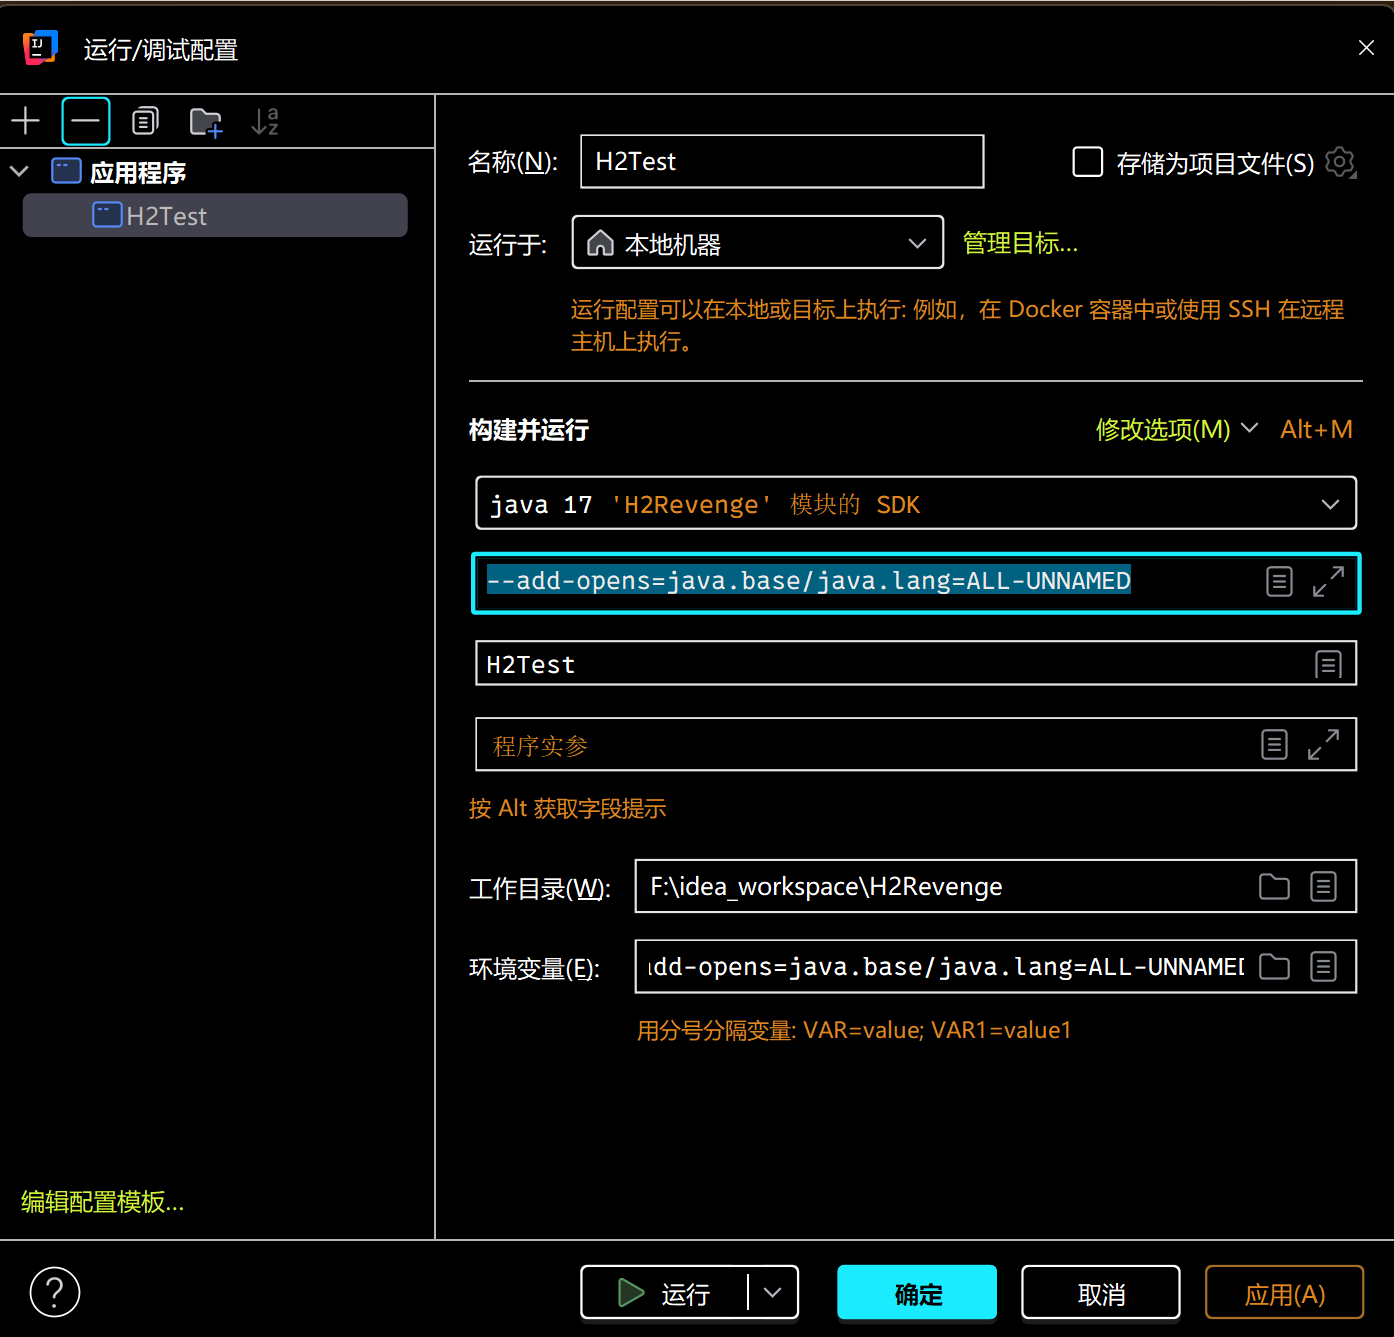 运行/调试配置
应用程序
H2Test
名称(N):
H2Test
存储为项目文件(S)
运行于:
本地机器
管理目标...
运行配置可以在本地或目标上执行: 例如，在 Docker 容器中或使用 SSH 在远程
主机上执行。
构建并运行
修改选项(M)
Alt+M
java 17 'H2Revenge' 模块的 SDK
--add-opens=java.base/java.lang=ALL-UNNAMED
H2Test
程序实参
按 Alt 获取字段提示
工作目录(W):
F:\idea_workspace\H2Revenge
环境变量(E):
dd-opens=java.base/java.lang=ALL-UNNAME
用分号分隔变量: VAR=value; VAR1=value1
编辑配置模板...
?
运行
确定
取消
应用(A)